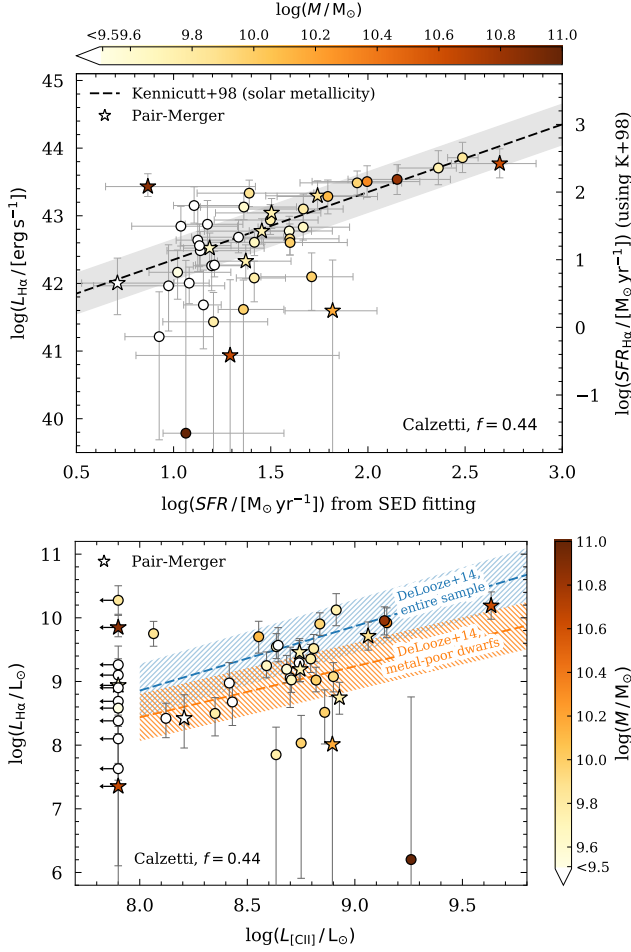 log(M/M⊙)
<9.5 9.6 9.8 10.0 10.2 10.4 10.6 10.8 11.0
Kennicutt+98 (solar metallicity)
Pair-Merger
45
44
43
42
41
40
log(L_Hα / [erg s⁻¹])
3
2
1
0
−1
log(SFR_Hα / [M⊙ yr⁻¹]) (using K+98)
Calzetti, f = 0.44
0.5 1.0 1.5 2.0 2.5 3.0
log(SFR / [M⊙ yr⁻¹]) from SED fitting
Pair-Merger
DeLooze+14,
entire sample
DeLooze+14,
metal-poor dwarfs
11
10
9
8
7
6
log(L_Hα / L⊙)
Calzetti, f = 0.44
8.0 8.5 9.0 9.5
log(L_[CII] / L⊙)
11.0
10.8
10.6
10.4
10.2
10.0
9.8
9.6
<9.5
log(M/M⊙)